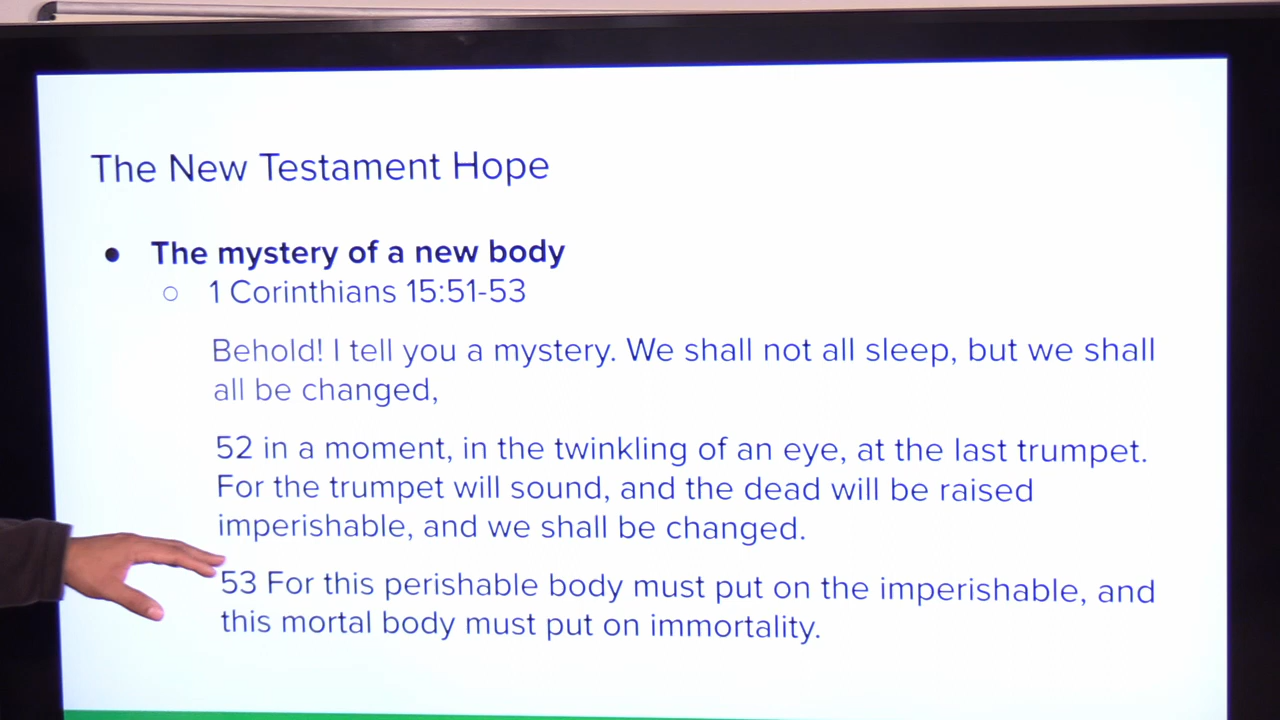 The New Testament Hope
● The mystery of a new body
○ 1 Corinthians 15:51-53
Behold! I tell you a mystery. We shall not all sleep, but we shall
all be changed,
52 in a moment, in the twinkling of an eye, at the last trumpet.
For the trumpet will sound, and the dead will be raised
imperishable, and we shall be changed.
53 For this perishable body must put on the imperishable, and
this mortal body must put on immortality.